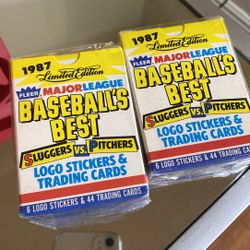 1987
Limited Edition
FLEER
MAJOR LEAGUE
BASEBALL'S
BEST
SLUGGERS VS. PITCHERS
LOGO STICKERS &
TRADING CARDS
6 LOGO STICKERS & 44 TRADING CARDS
1987
Limited Edition
FLEER
MAJOR LEAGUE
BASEBALL'S
BEST
SLUGGERS VS. PITCHERS
LOGO STICKERS &
TRADING CARDS
6 LOGO STICKERS & 44 TRADING CARDS